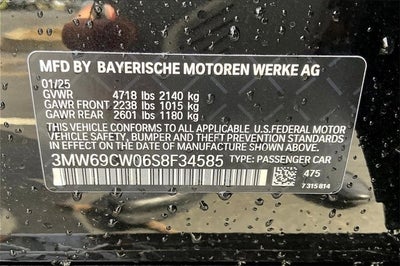 MFD BY BAYERISCHE MOTOREN WERKE AG
01/25
GVWR 4718 lbs 2140 kg
GAWR FRONT 2238 lbs 1015 kg
GAWR REAR 2601 lbs 1180 kg
THIS VEHICLE CONFORMS TO ALL APPLICABLE U.S. FEDERAL MOTOR
VEHICLE SAFETY, BUMPER AND THEFT PREVENTION STANDARDS
IN EFFECT ON THE DATE OF MANUFACTURE SHOWN ABOVE.
3MW69CW06S8F34585 TYPE: PASSENGER CAR
475
7 315 814